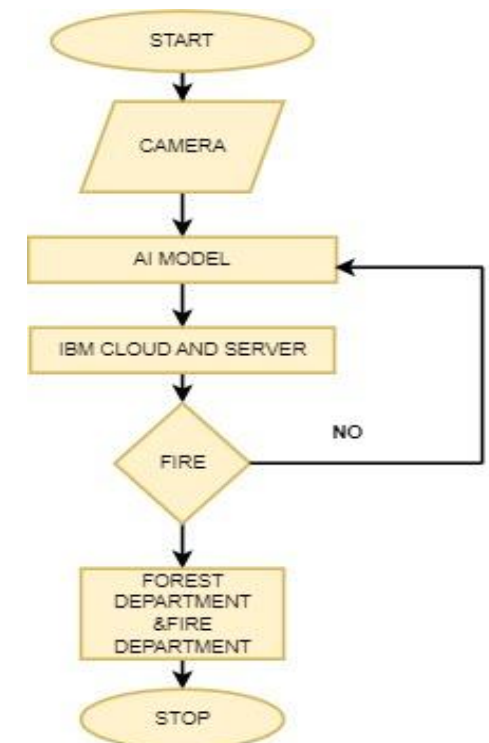 START
CAMERA
AI MODEL
IBM CLOUD AND SERVER
NO
FIRE
FOREST
DEPARTMENT
&FIRE
DEPARTMENT
STOP